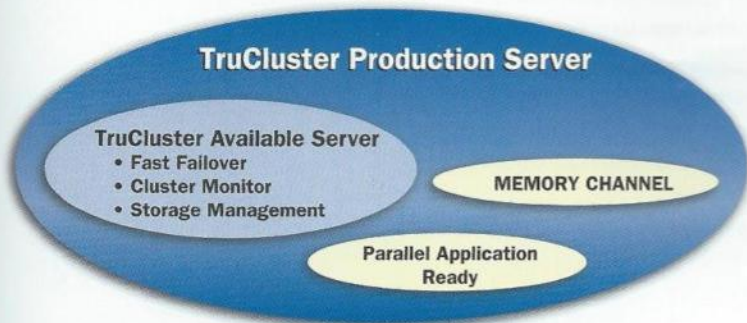 TruCluster Production Server
TruCluster Available Server
• Fast Failover
• Cluster Monitor
• Storage Management
MEMORY CHANNEL
Parallel Application
Ready